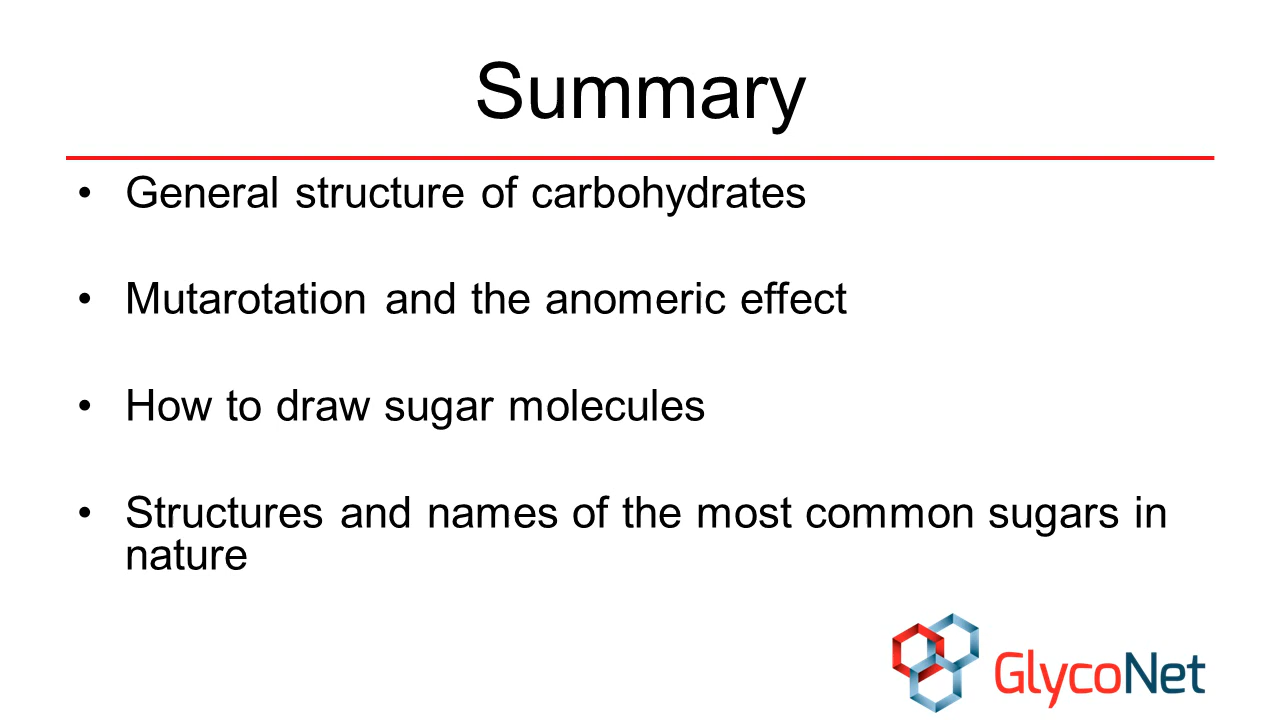 Summary
• General structure of carbohydrates
• Mutarotation and the anomeric effect
• How to draw sugar molecules
• Structures and names of the most common sugars in
nature
GlycoNet